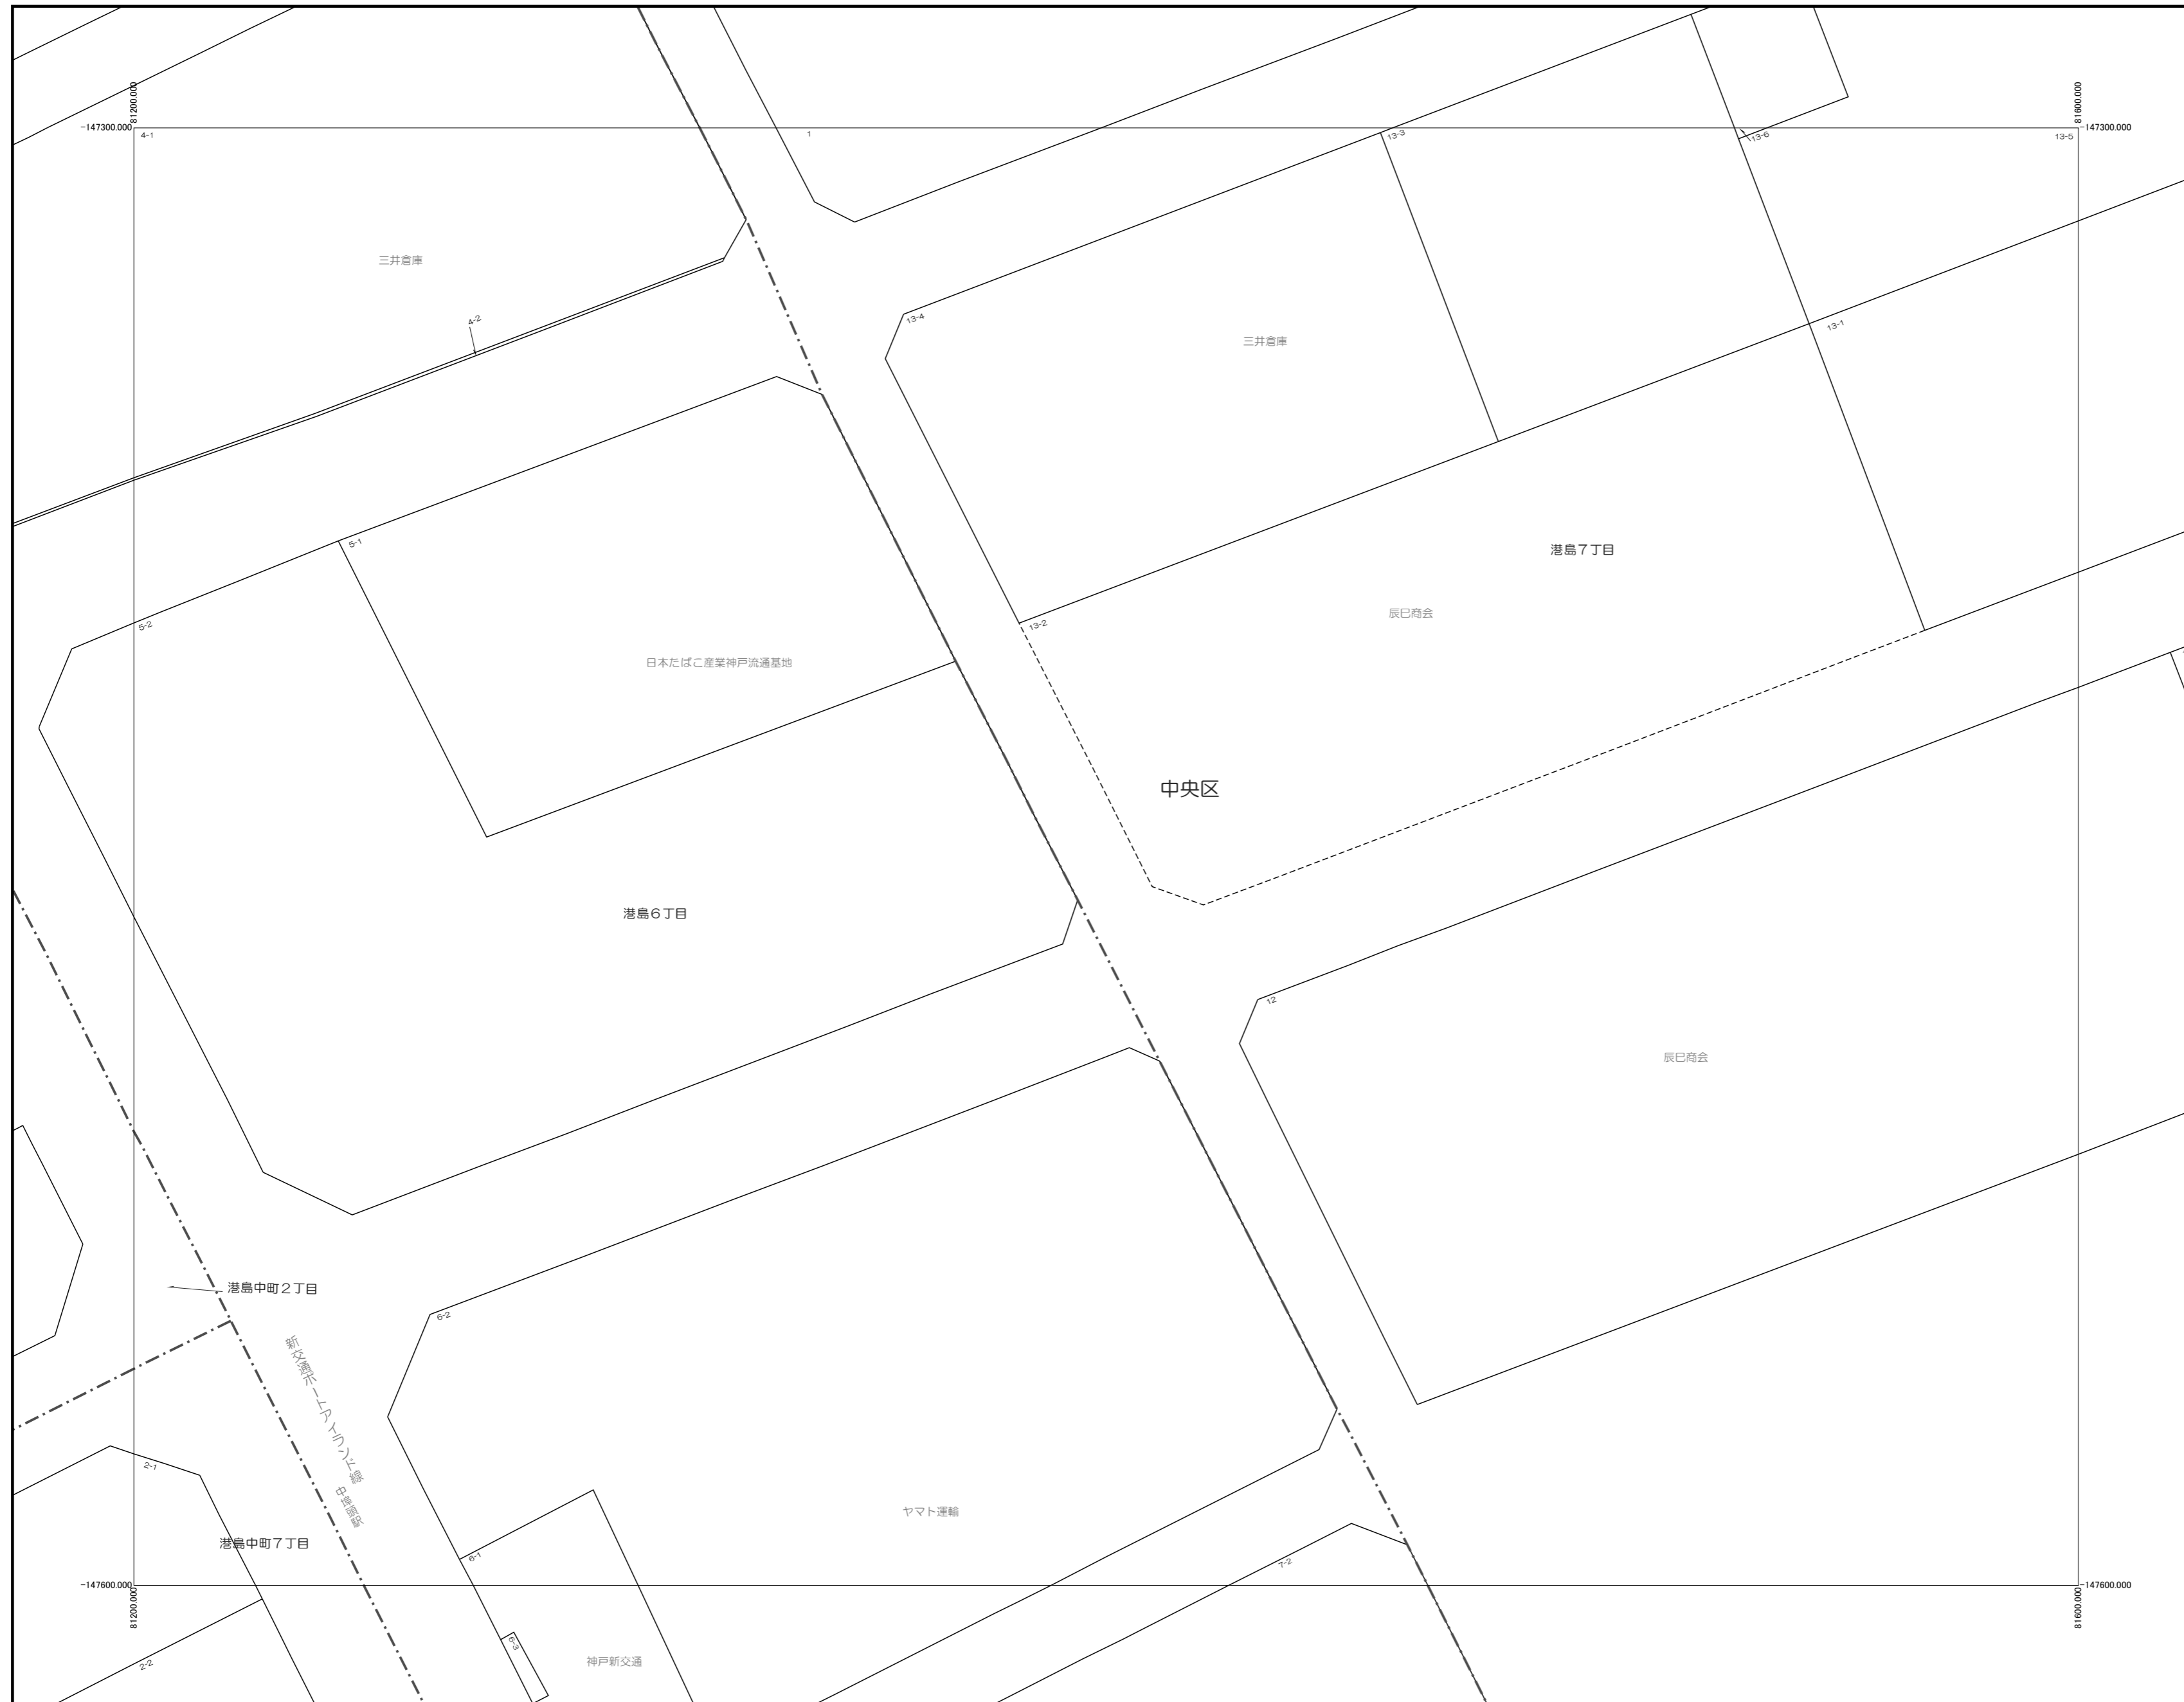 81200.000
81600.000
-147300.000
-147300.000
4-1
1
13-3
13-6
13-5
三井倉庫
4-2
13-4
三井倉庫
13-1
5-1
港島7丁目
5-2
13-2
辰巳商会
日本たばこ産業神戸流通基地
中央区
港島6丁目
12
辰巳商会
港島中町2丁目
6-2
新交通ポートアイランド線
中埠頭駅
2-1
ヤマト運輸
港島中町7丁目
6-1
7-2
-147600.000
-147600.000
81200.000
81600.000
6-3
2-2
神戸新交通